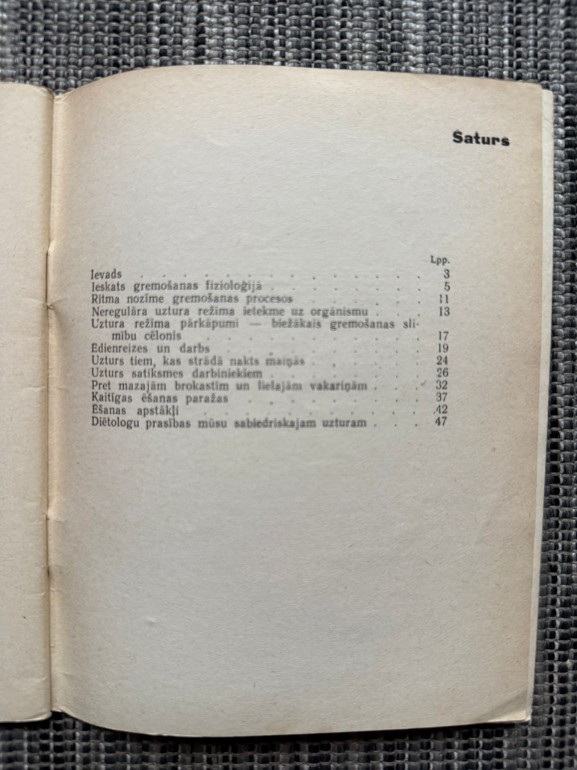 Saturs
Lpp.
Ievads . . . . . . . . . . 3
Ieskats gremošanas fizioloģijā . . . . . . 5
Ritma nozīme gremošanas procesos . . . . . 11
Neregulāra uztura režīma ietekme uz orgānismu . . . 13
Uztura režīma pārkāpumi — biežākais gremošanas sli-
mību cēlonis . . . . . . . . 17
Ēdienreizes un darbs . . . . . . . 19
Uzturs tiem, kas strādā nakts maiņās . . . . 24
Uzturs satiksmes darbiniekiem . . . . . 26
Pret mazajām brokastīm un lielajām vakariņām . . . 32
Kaitīgas ēšanas paražas . . . . . . 37
Ēšanas apstākļi . . . . . . . . 42
Diētologu prasības mūsu sabiedriskajam uzturam . . . 47